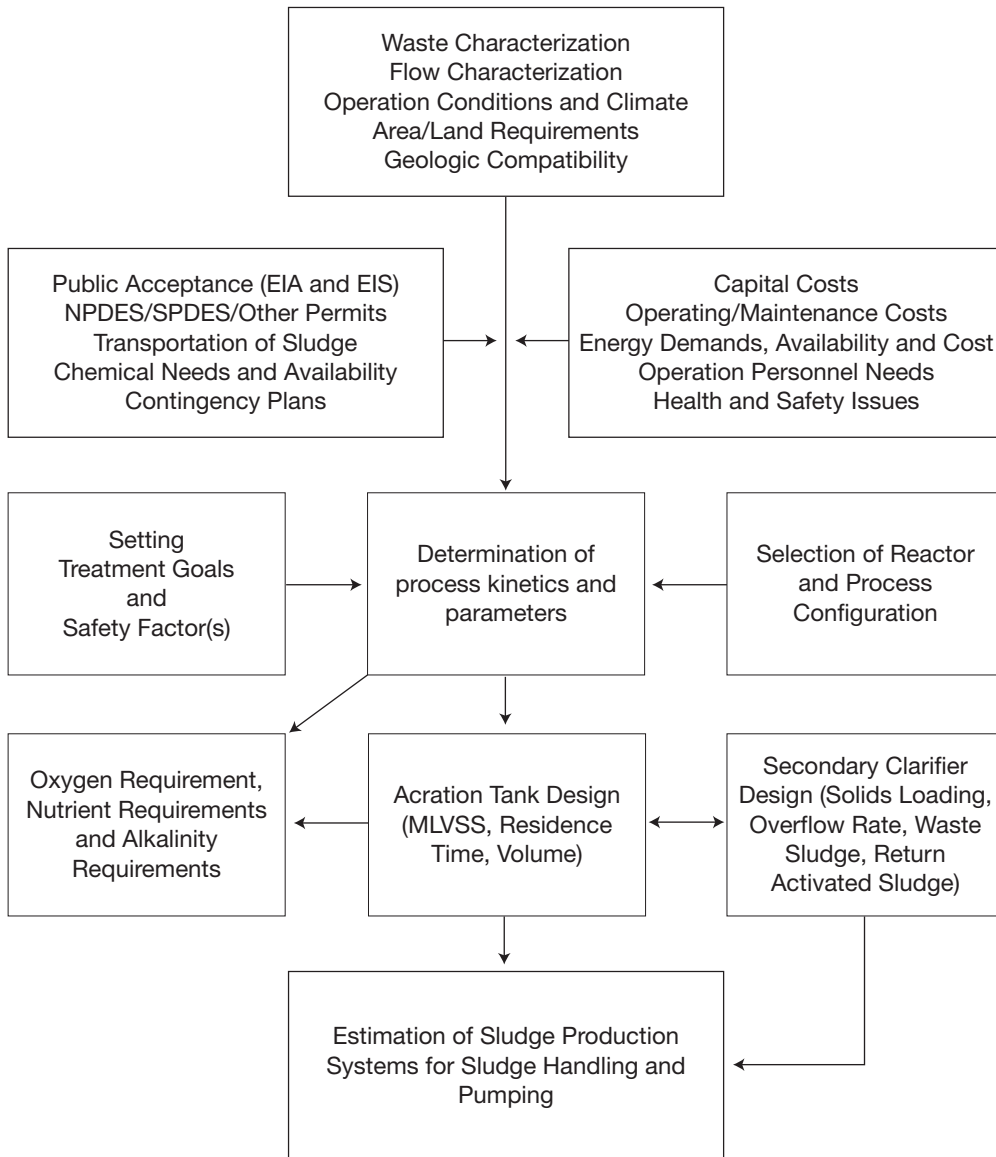 Waste Characterization
Flow Characterization
Operation Conditions and Climate
Area/Land Requirements
Geologic Compatibility
Public Acceptance (EIA and EIS)
NPDES/SPDES/Other Permits
Transportation of Sludge
Chemical Needs and Availability
Contingency Plans
Capital Costs
Operating/Maintenance Costs
Energy Demands, Availability and Cost
Operation Personnel Needs
Health and Safety Issues
Setting
Treatment Goals
and
Safety Factor(s)
Determination of
process kinetics and
parameters
Selection of Reactor
and Process
Configuration
Oxygen Requirement,
Nutrient Requirements
and Alkalinity
Requirements
Acration Tank Design
(MLVSS, Residence
Time, Volume)
Secondary Clarifier
Design (Solids Loading,
Overflow Rate, Waste
Sludge, Return
Activated Sludge)
Estimation of Sludge Production
Systems for Sludge Handling and
Pumping